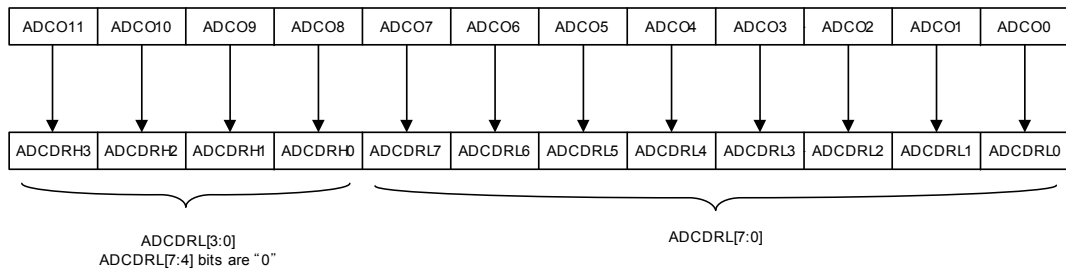 ADCO11 ADCO10 ADCO9 ADCO8 ADCO7 ADCO6 ADCO5 ADCO4 ADCO3 ADCO2 ADCO1 ADCO0
ADCDRH3 ADCDRH2 ADCDRH1 ADCDRH0 ADCDRL7 ADCDRL6 ADCDRL5 ADCDRL4 ADCDRL3 ADCDRL2 ADCDRL1 ADCDRL0
ADCDRL[3:0]
ADCDRL[7:4] bits are “0”
ADCDRL[7:0]